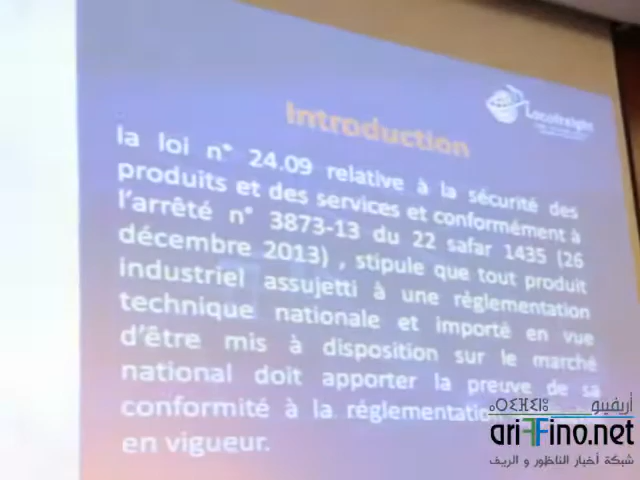 Locofreight
Introduction
la loi n° 24.09 relative à la sécurité des
produits et des services et conformément à
l'arrêté n° 3873-13 du 22 safar 1435 (26
décembre 2013) , stipule que tout produit
industriel assujetti à une réglementation
technique nationale et importé en vue
d'être mis à disposition sur le marché
national doit apporter la preuve de sa
conformité à la réglementation
en vigueur.
ⴰⵔⵉⴼⵉⵏⵓ أريفينو
ariFFino.net
شبكة أخبار الناظور و الريف